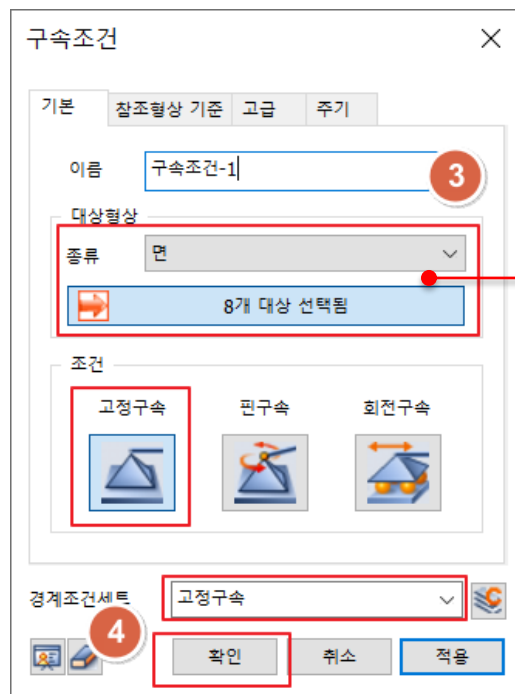 구속조건
기본 참조형상 기준 고급 주기
이름 구속조건-1 3
대상형상
종류 면
8개 대상 선택됨
조건
고정구속 핀구속 회전구속
경계조건세트 고정구속
4 확인 취소 적용